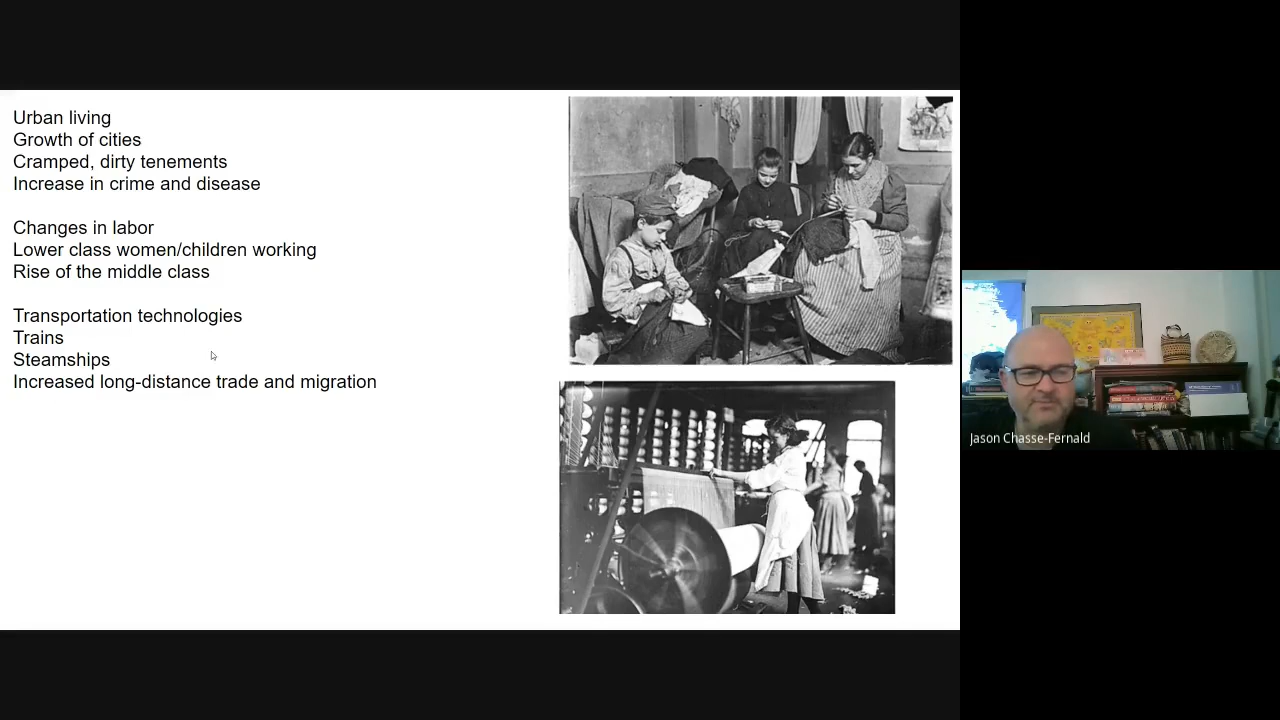 Urban living
Growth of cities
Cramped, dirty tenements
Increase in crime and disease
Changes in labor
Lower class women/children working
Rise of the middle class
Transportation technologies
Trains
Steamships
Increased long-distance trade and migration
Jason Chasse-Fernald